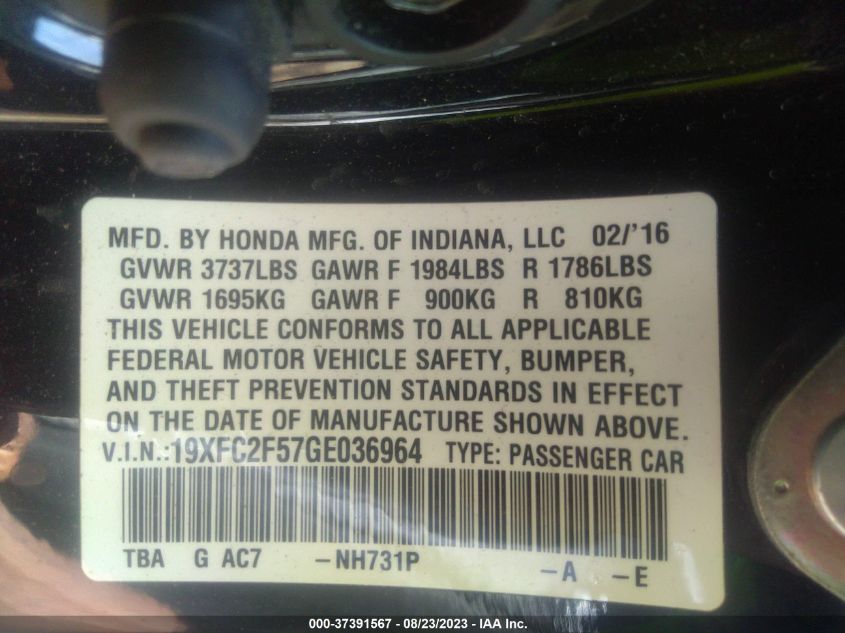 MFD. BY HONDA MFG. OF INDIANA, LLC 02/'16
GVWR 3737LBS GAWR F 1984LBS R 1786LBS
GVWR 1695KG GAWR F 900KG R 810KG
THIS VEHICLE CONFORMS TO ALL APPLICABLE
FEDERAL MOTOR VEHICLE SAFETY, BUMPER,
AND THEFT PREVENTION STANDARDS IN EFFECT
ON THE DATE OF MANUFACTURE SHOWN ABOVE.
V.I.N.:19XFC2F57GE036964 TYPE: PASSENGER CAR
TBA G AC7 -NH731P -A -E
000-37391567 - 08/23/2023 - IAA Inc.